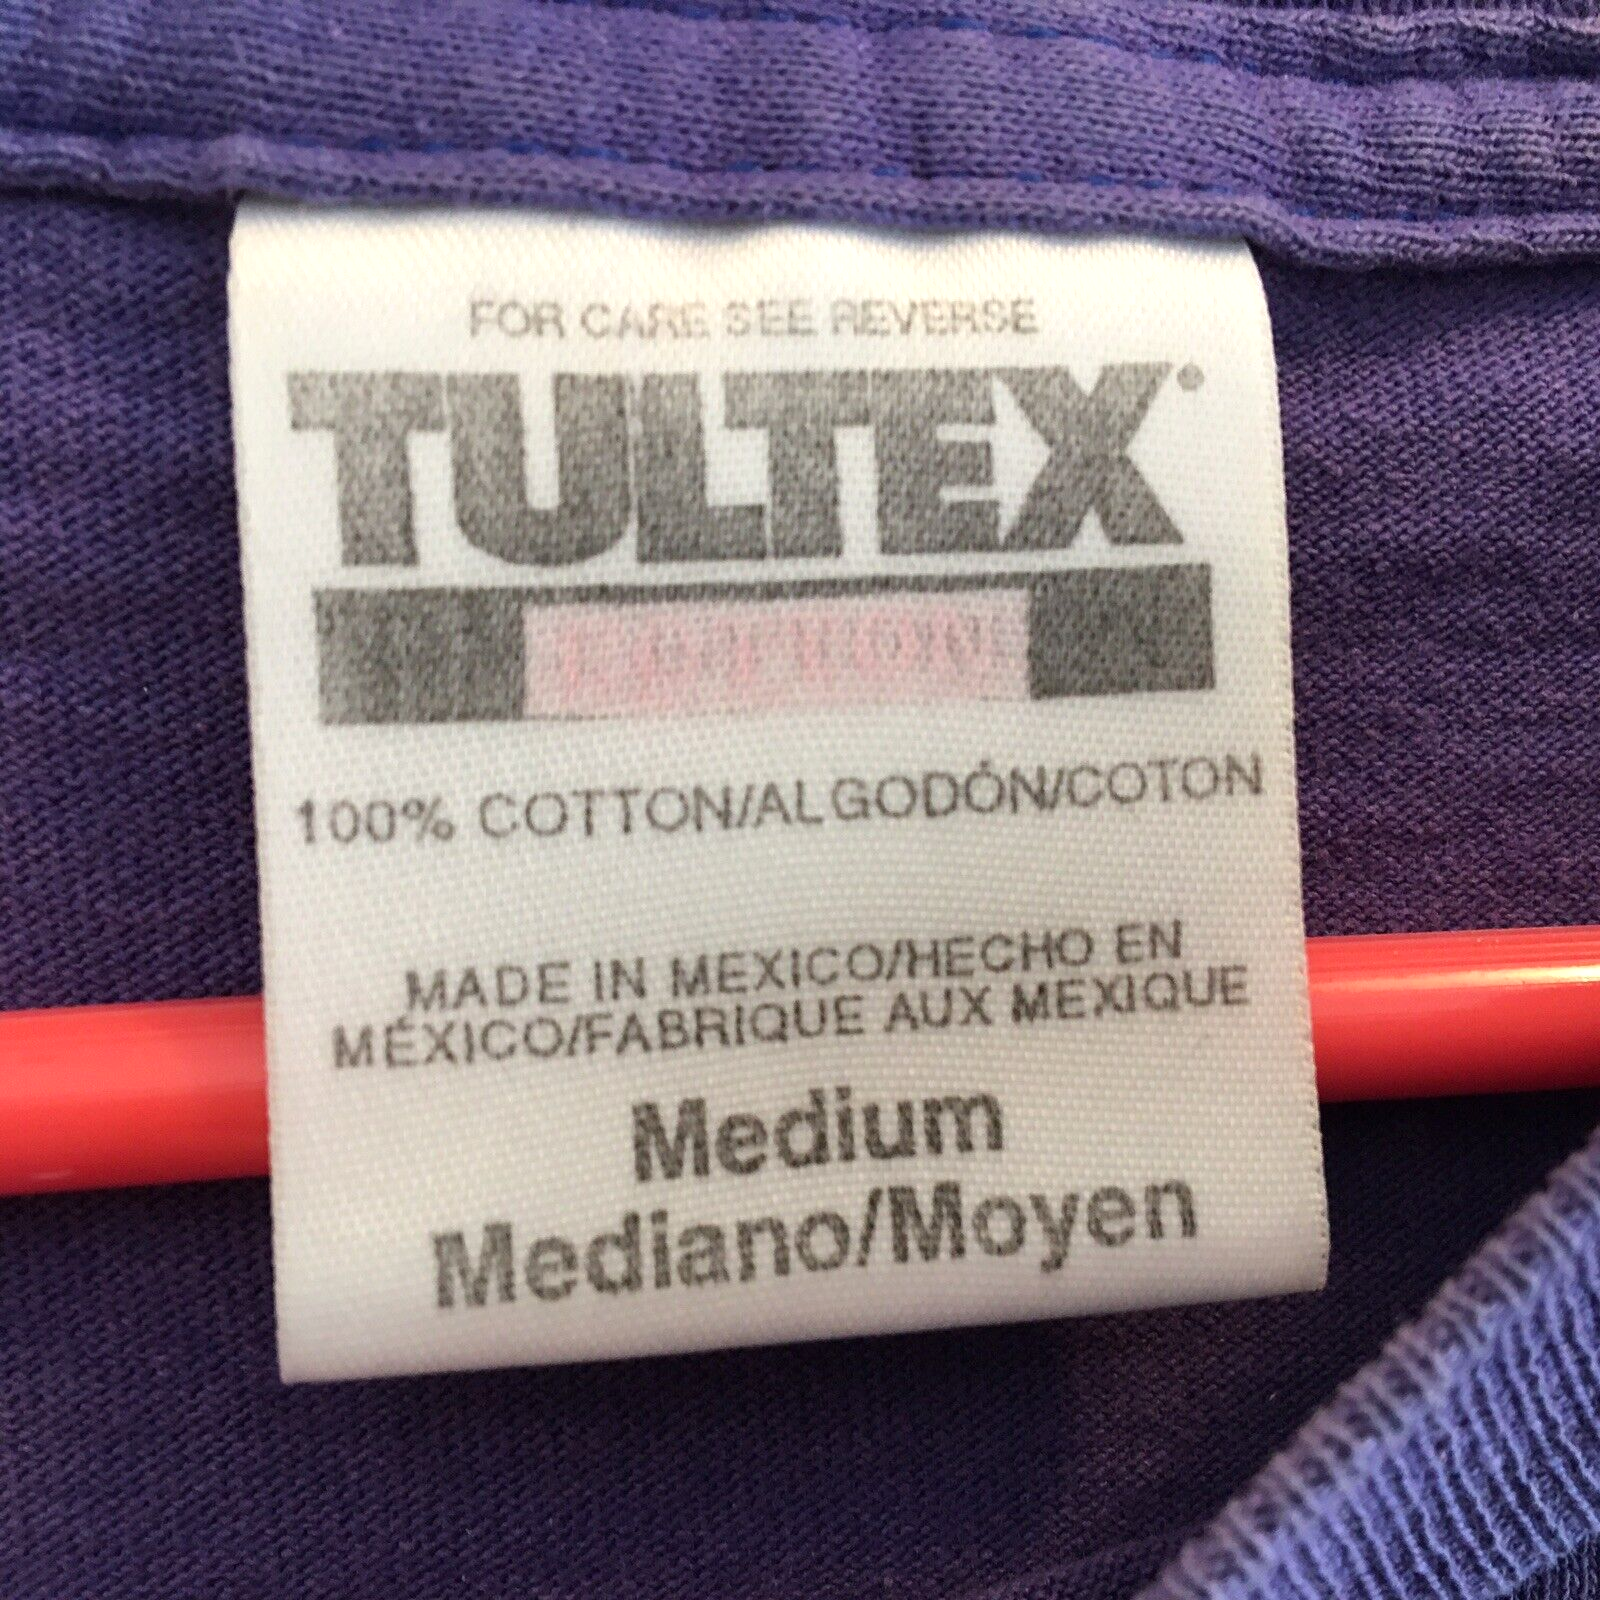 FOR CARE SEE REVERSE
TULTEX®
COTTON
100% COTTON/ALGODÓN/COTON
MADE IN MEXICO/HECHO EN
MÉXICO/FABRIQUE AUX MEXIQUE
Medium
Mediano/Moyen